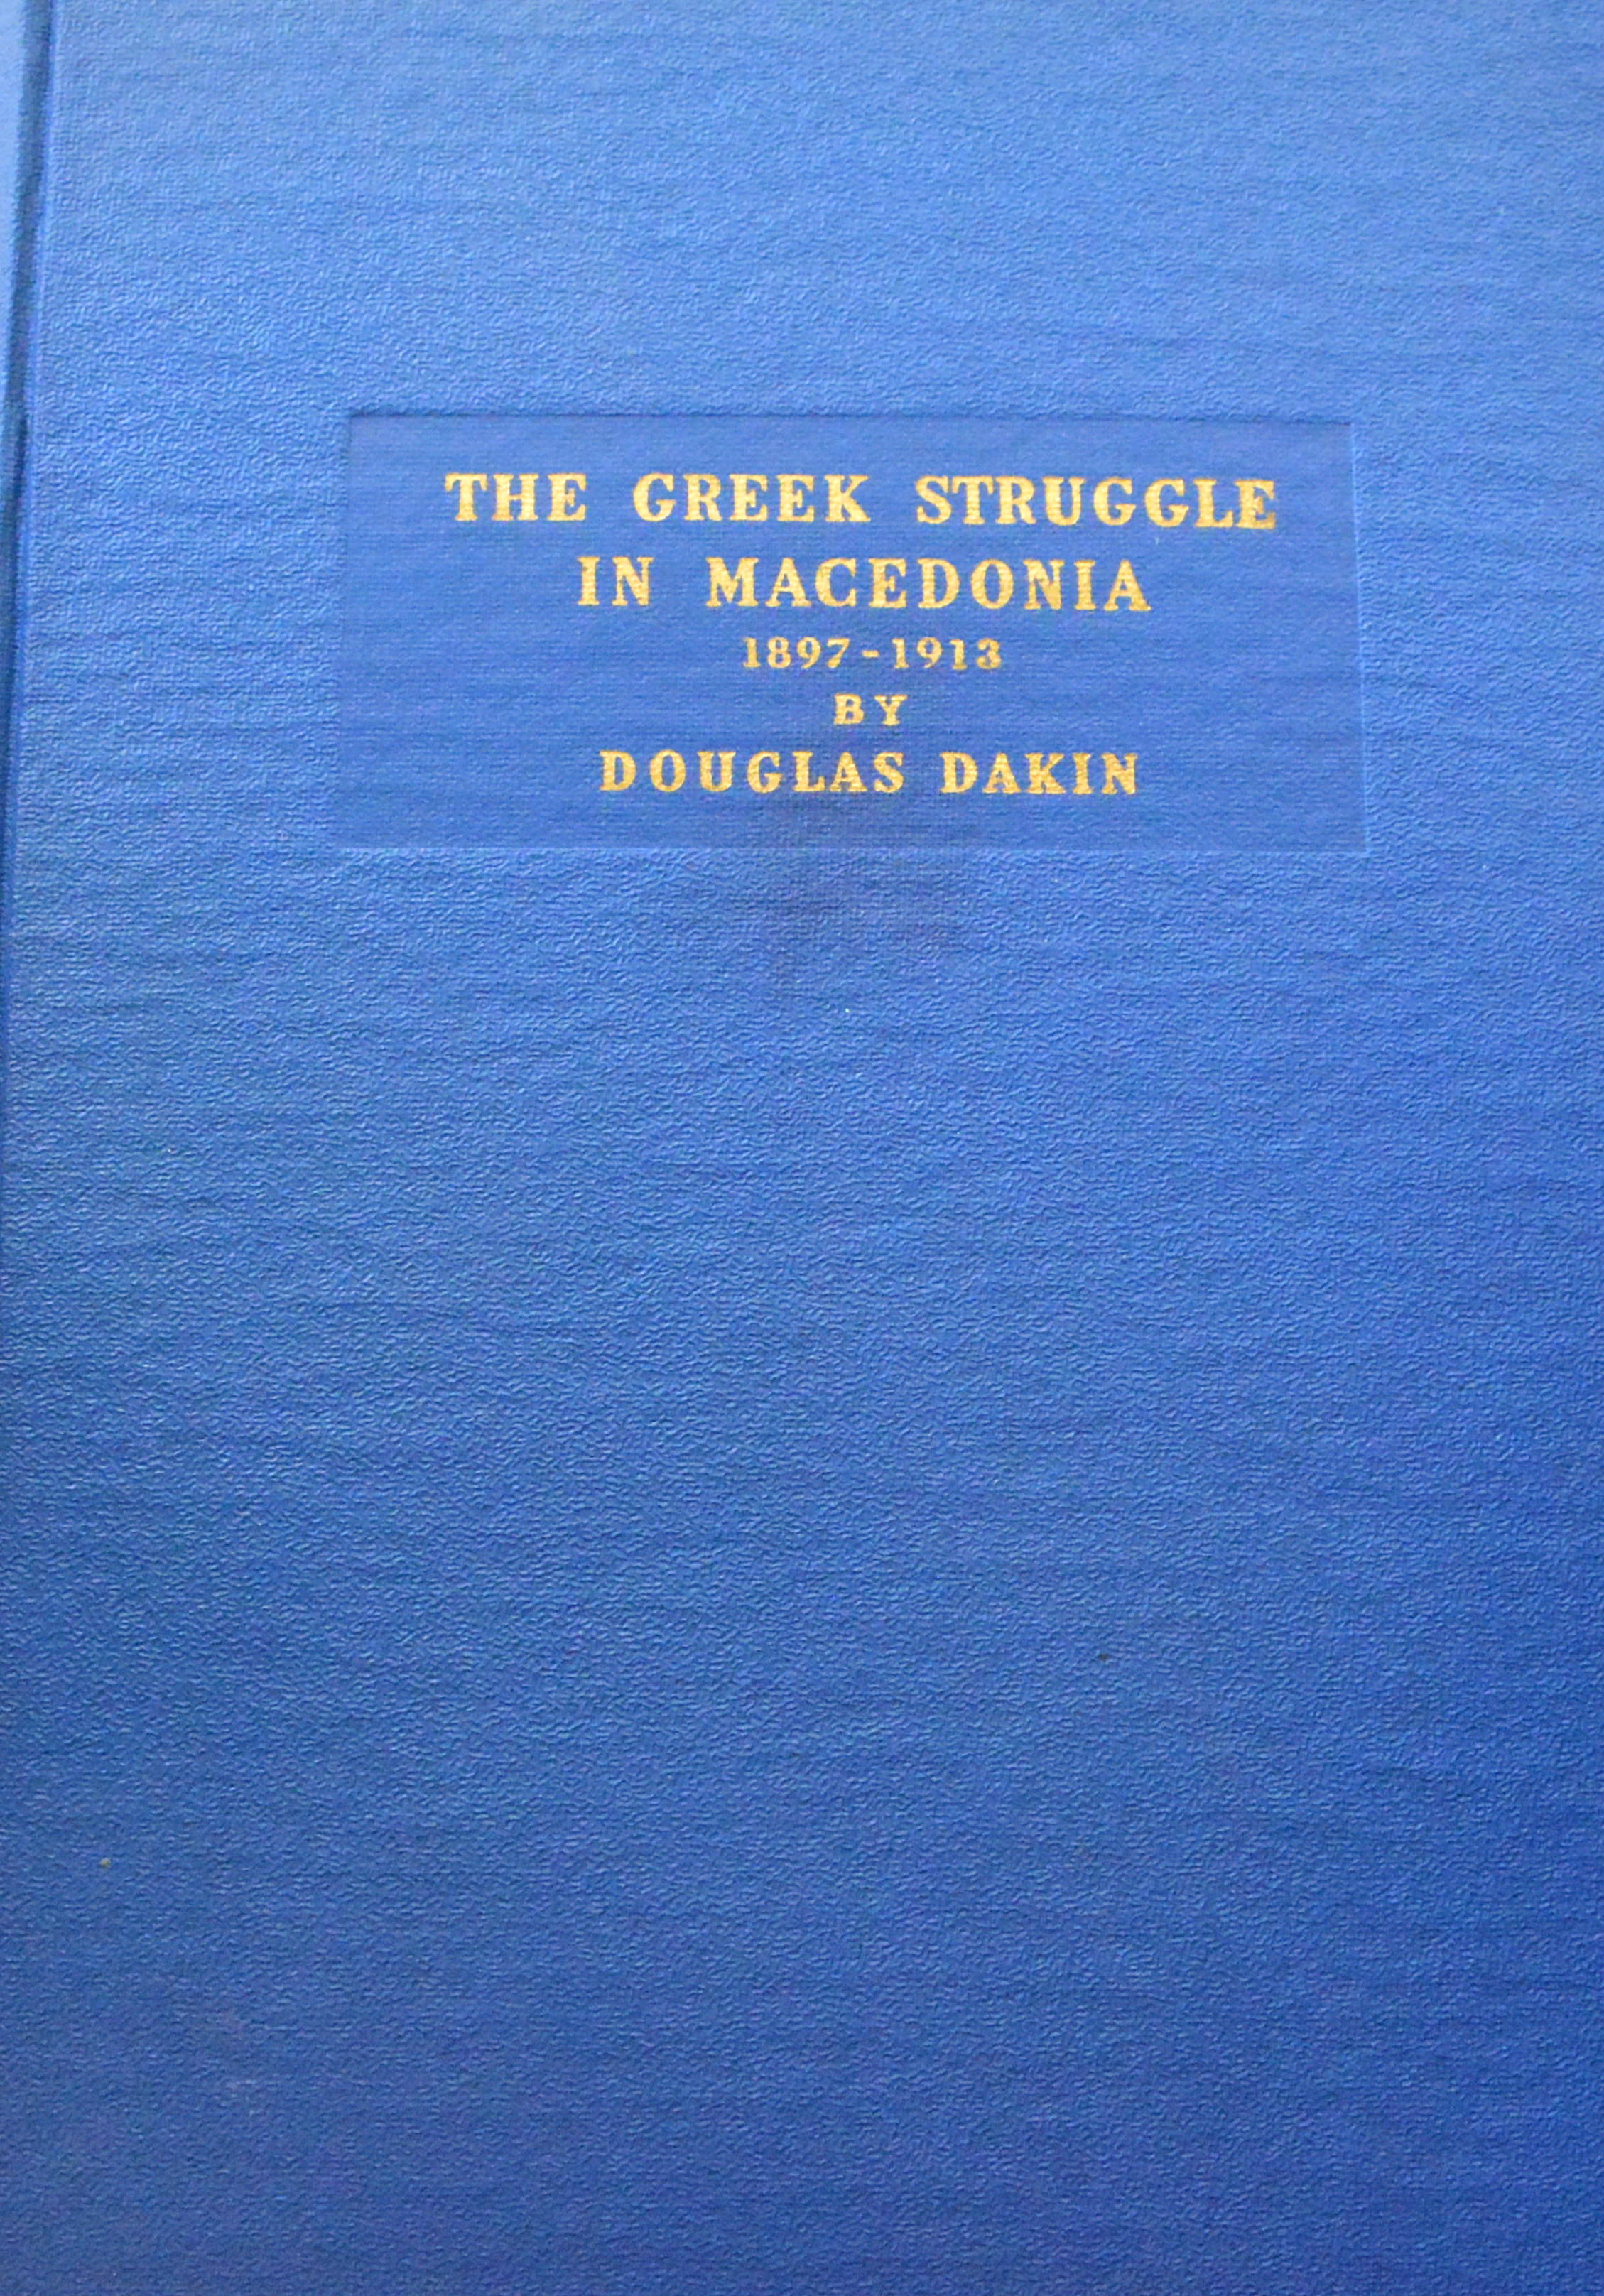 THE GREEK STRUGGLE
IN MACEDONIA
1897-1913
BY
DOUGLAS DAKIN